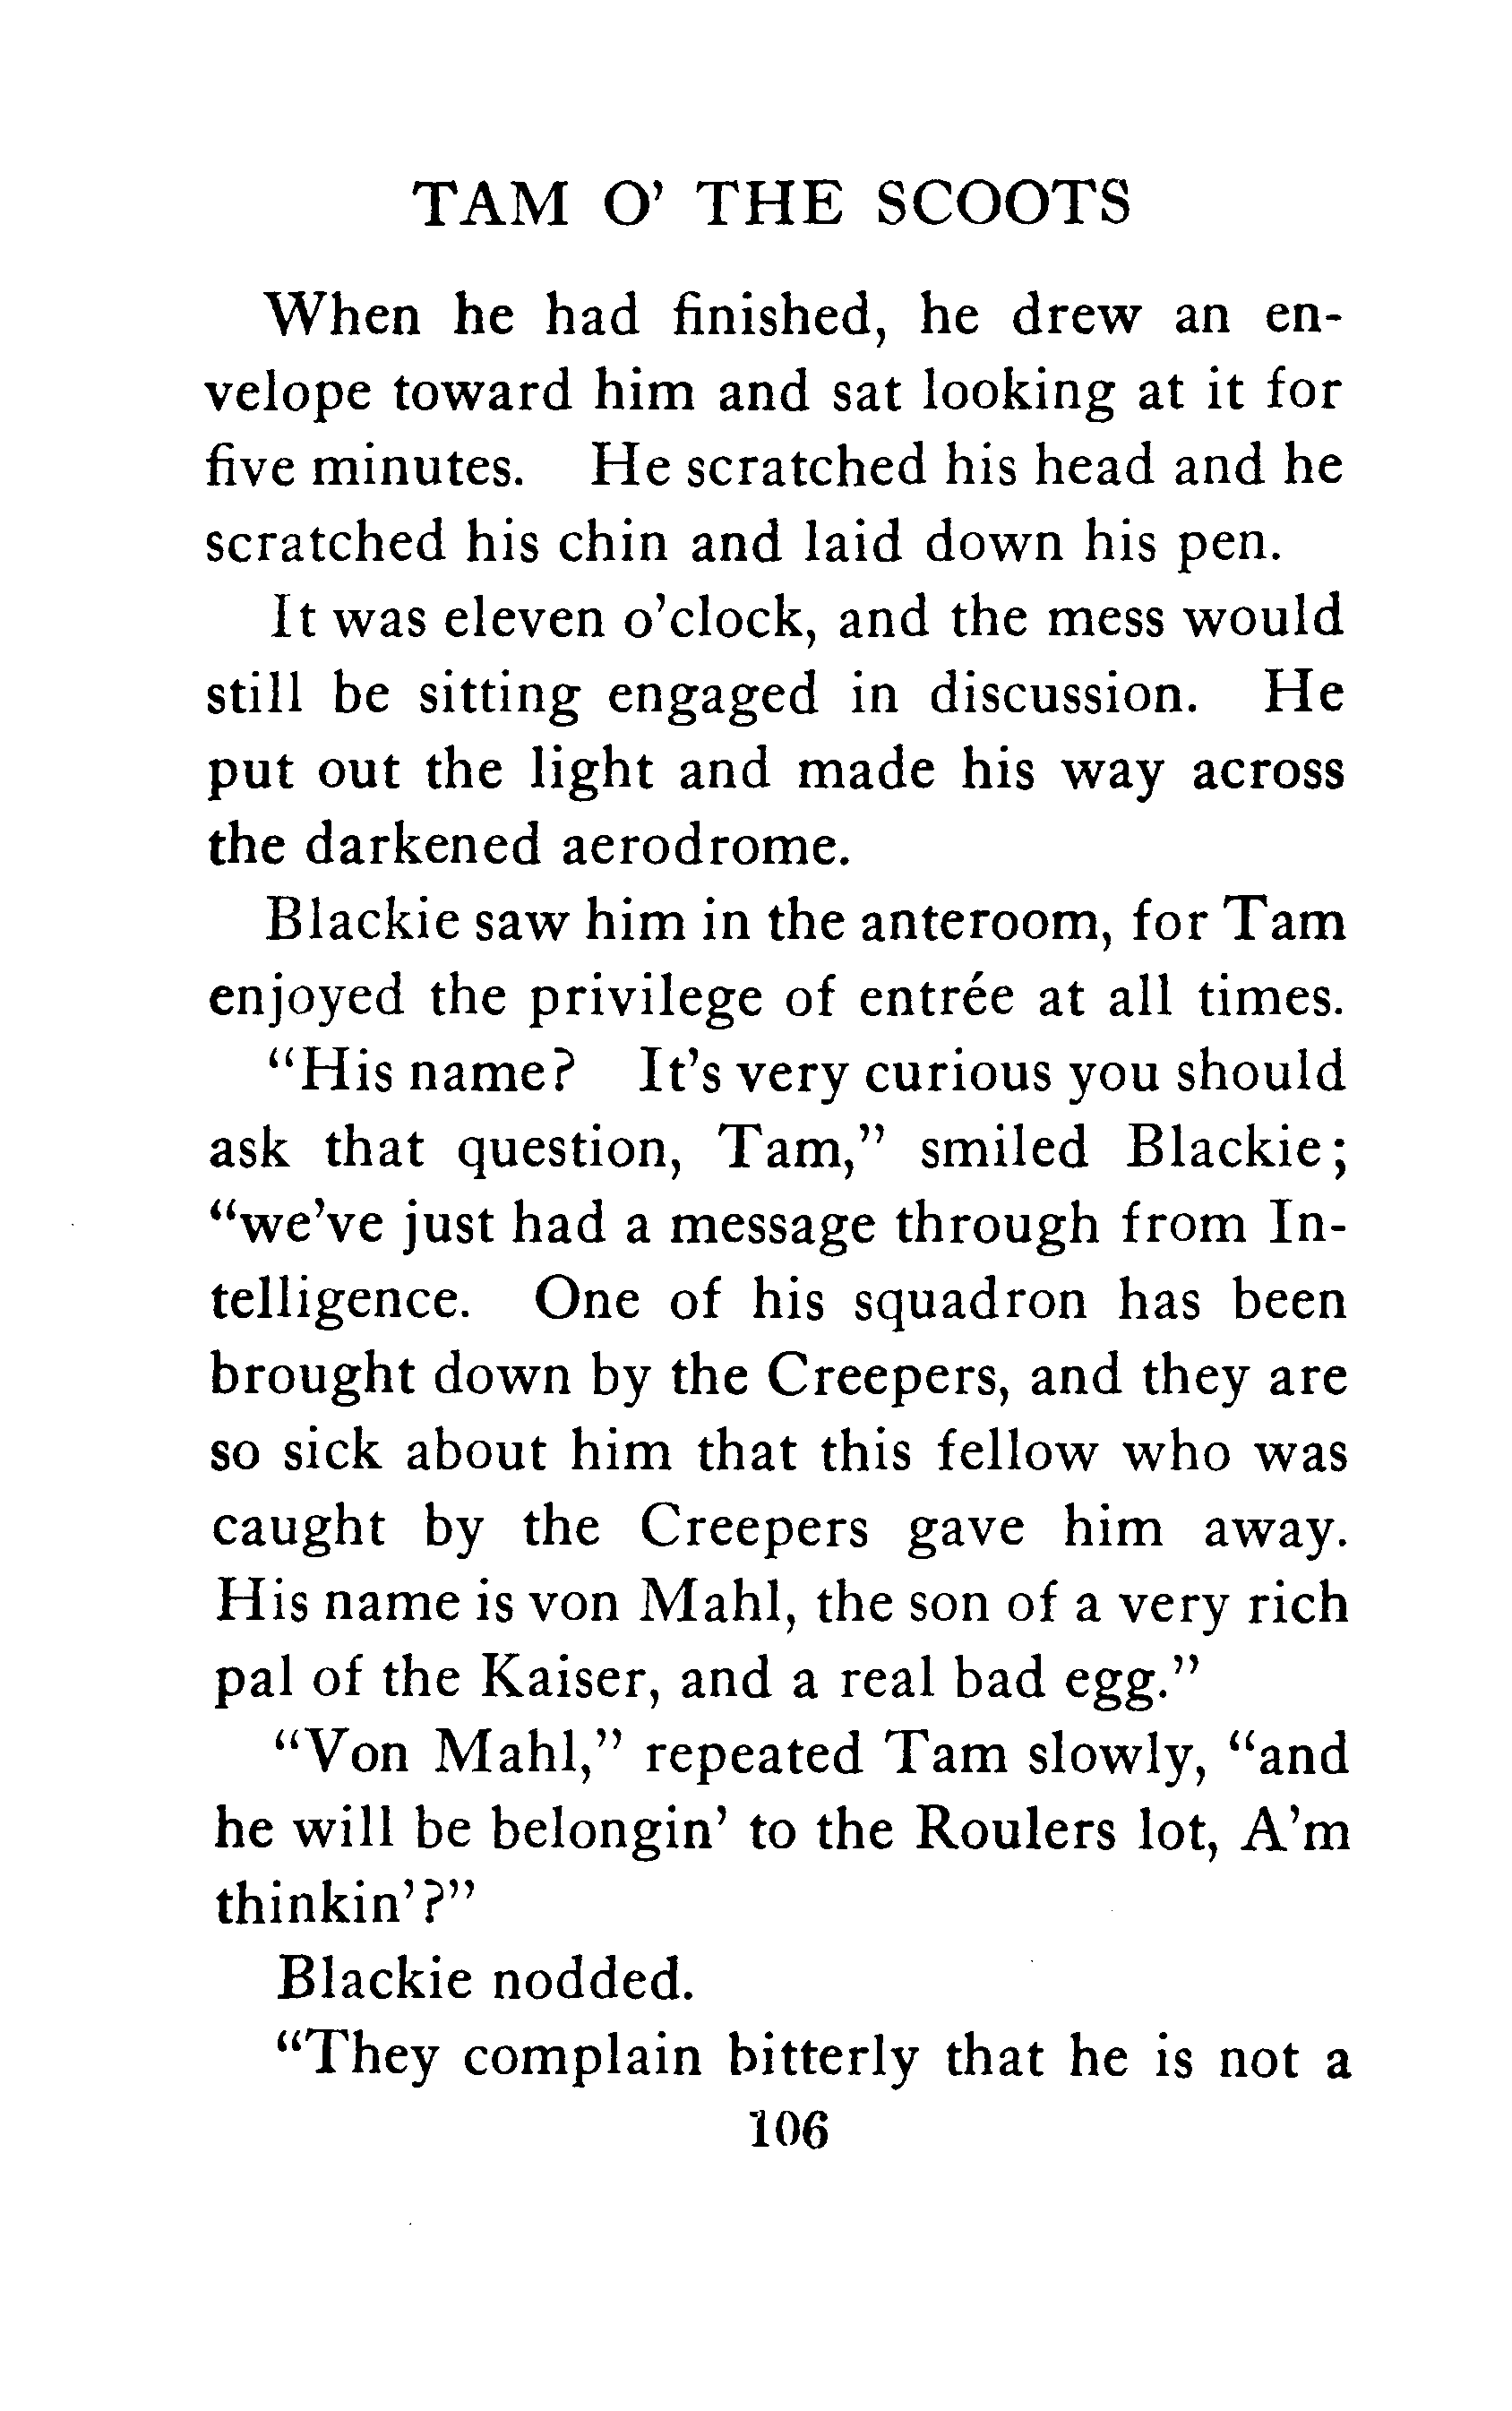 TAM O' THE SCOOTS
When he had finished, he drew an en-
velope toward him and sat looking at it for
five minutes. He scratched his head and he
scratched his chin and laid down his pen.
It was eleven o'clock, and the mess would
still be sitting engaged in discussion. He
put out the light and made his way across
the darkened aerodrome.
Blackie saw him in the anteroom, for Tam
enjoyed the privilege of entrée at all times.
“His name? It's very curious you should
ask that question, Tam,” smiled Blackie;
“we've just had a message through from In-
telligence. One of his squadron has been
brought down by the Creepers, and they are
so sick about him that this fellow who was
caught by the Creepers gave him away.
His name is von Mahl, the son of a very rich
pal of the Kaiser, and a real bad egg.”
“Von Mahl,” repeated Tam slowly, “and
he will be belongin' to the Roulers lot, A'm
thinkin'?”
Blackie nodded.
“They complain bitterly that he is not a
106